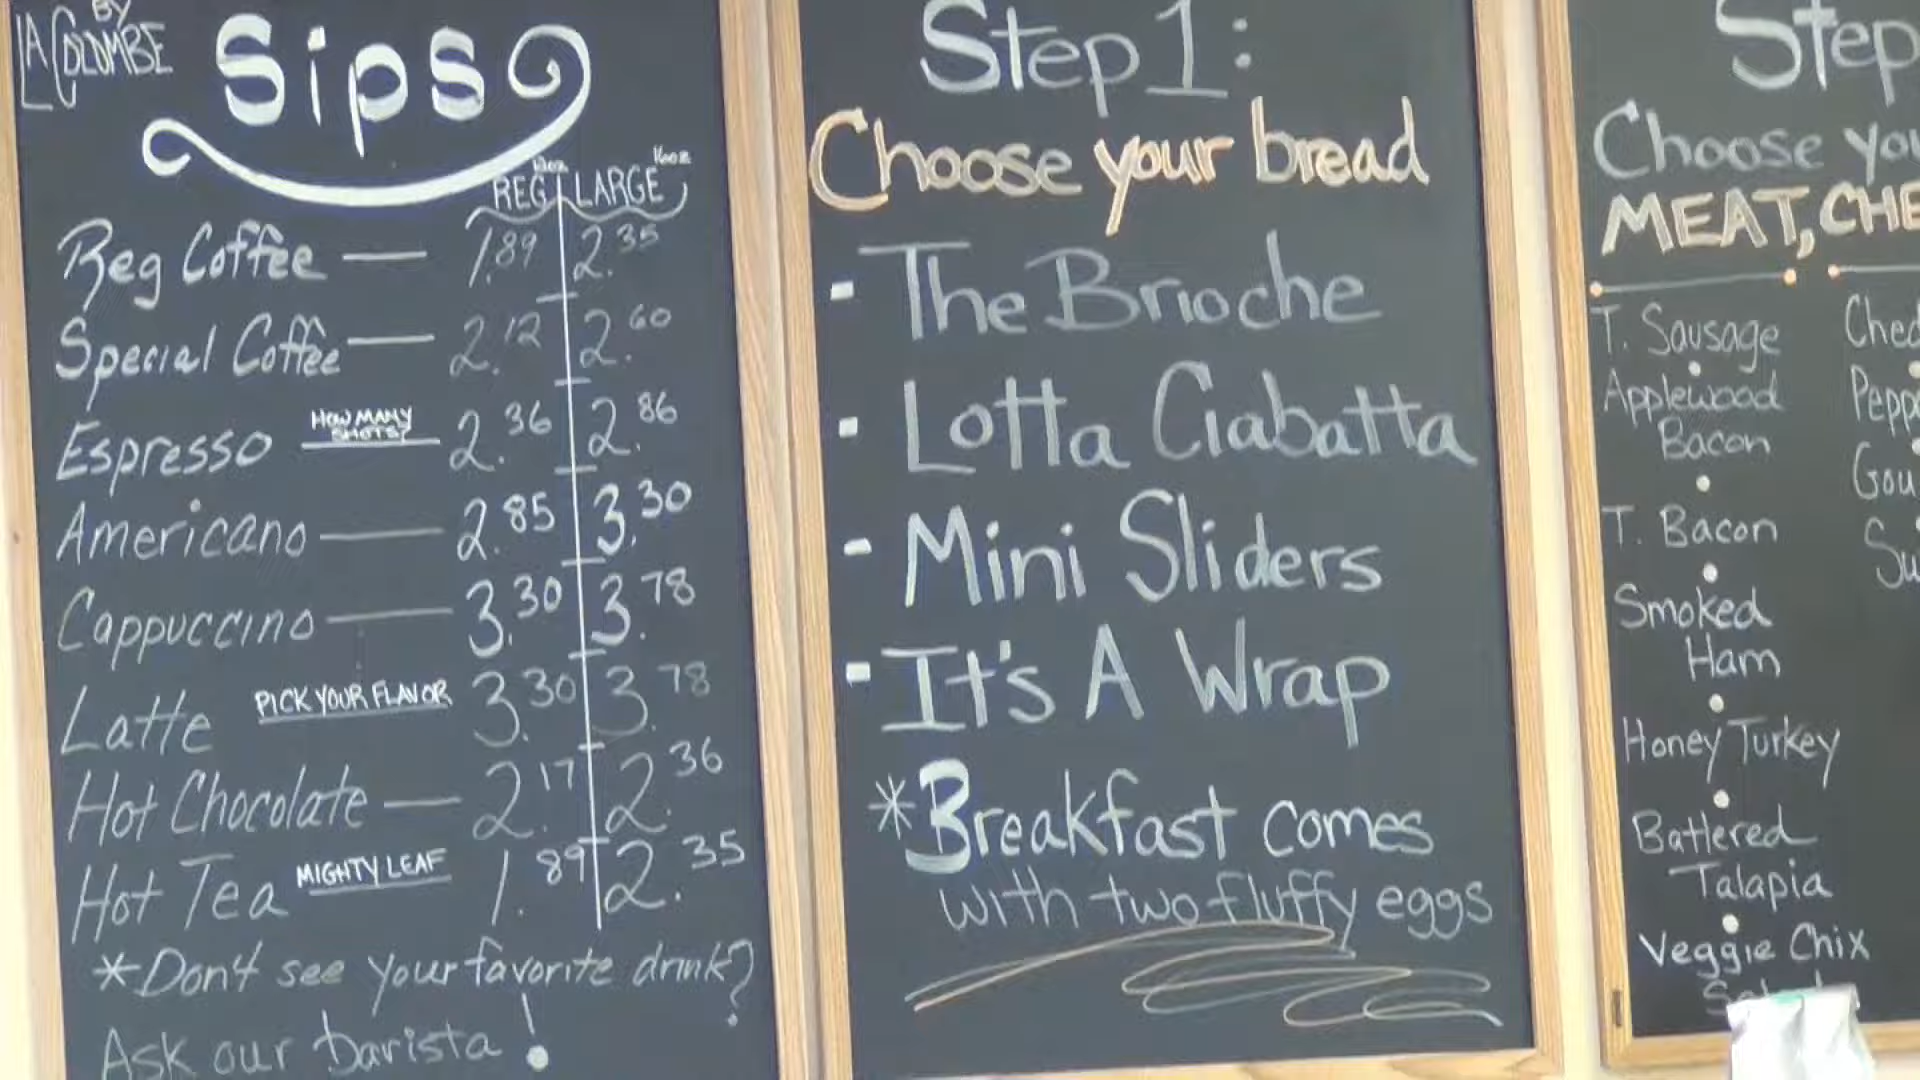 BY
LA COLOMBE
Sips
12oz 16oz
REG LARGE
Reg Coffee 1.89 2.35
Special Coffee 2.12 2.60
Espresso HOW MANY SHOTS? 2.36 2.86
Americano 2.85 3.30
Cappuccino 3.30 3.78
Latte PICK YOUR FLAVOR 3.30 3.78
Hot Chocolate 2.17 2.36
Hot Tea MIGHTY LEAF 1.89 2.35
*Don't see your favorite drink?
Ask our barista!
Step 1:
Choose your bread
- The Brioche
- Lotta Ciabatta
- Mini Sliders
- It's A Wrap
*Breakfast comes
with two fluffy eggs
Step
Choose you
MEAT, CHE
T. Sausage
Applewood
Bacon
T. Bacon
Smoked
Ham
Honey Turkey
Battered
Talapia
Veggie Chix
Ched
Pepp
Gou